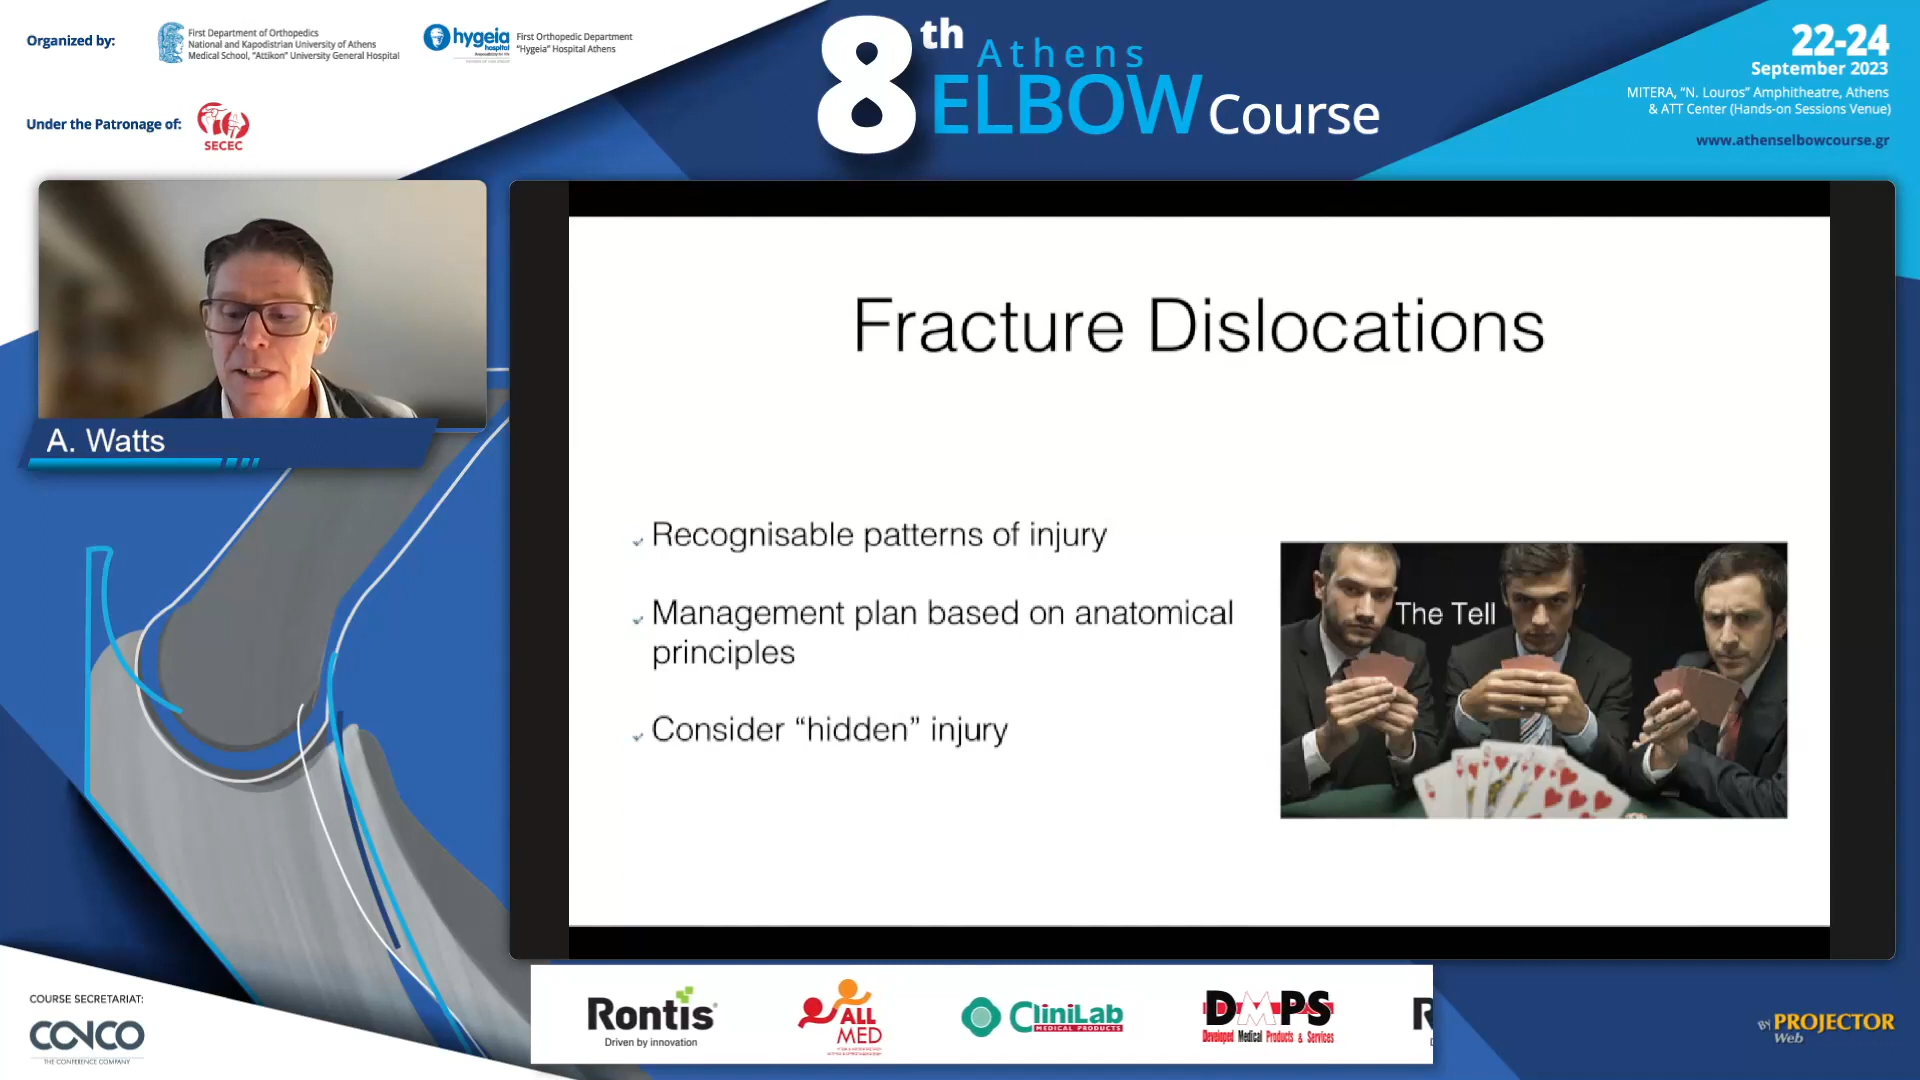 Organized by:
First Department of Orthopedics
National and Kapodistrian University of Athens
Medical School, "Attikon" University General Hospital
hygeia
hospital
First Orthopedic Department
"Hygeia" Hospital Athens
Under the Patronage of:
SECEC
8th Athens
ELBOW Course
22-24
September 2023
MITERA, "N. Louros" Amphitheatre, Athens
& ATT Center (Hands-on Sessions Venue)
www.athenselbowcourse.gr
A. Watts
Fracture Dislocations
Recognisable patterns of injury
Management plan based on anatomical
principles
Consider “hidden” injury
The Tell
COURSE SECRETARIAT:
CONCO
THE CONFERENCE COMPANY
Rontis
Driven by innovation
ALL
MED
CliniLab
MEDICAL PRODUCTS
DMPS
Developed Medical Products & Services
R
BY PROJECTOR
Web